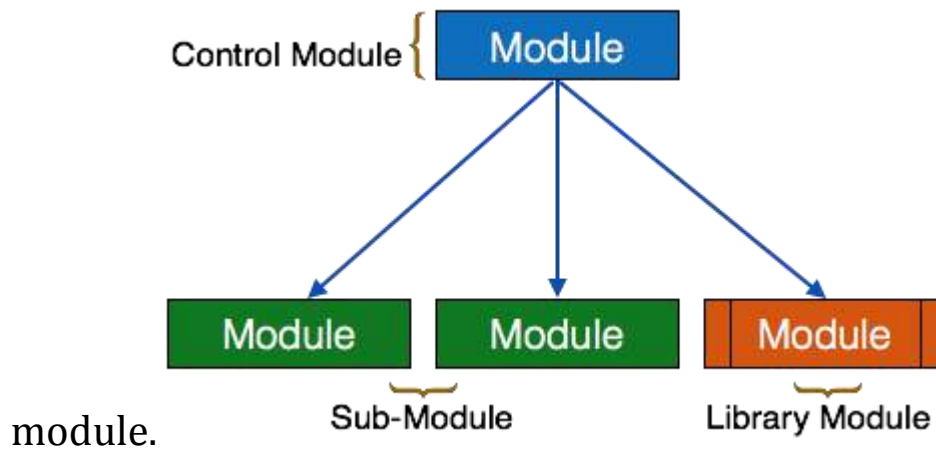 Control Module
Module
Module
Module
Module
Sub-Module
Library Module
module.